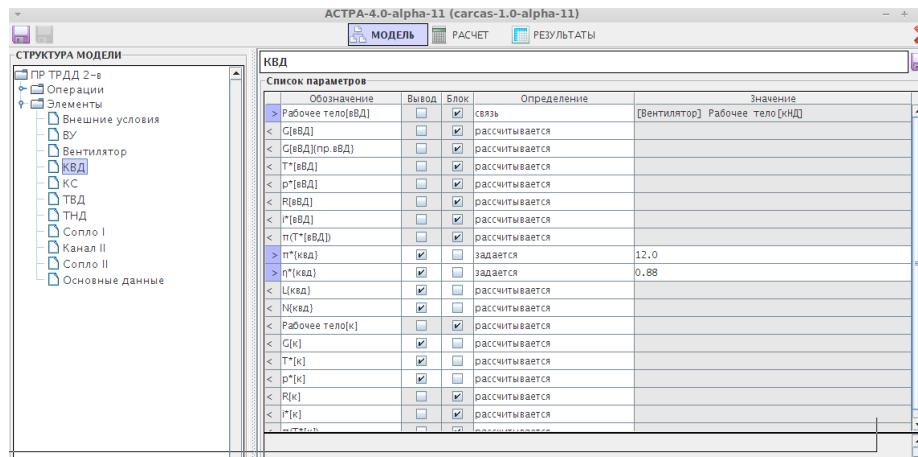 АСТРА-4.0-alpha-11 (carcas-1.0-alpha-11)
МОДЕЛЬ РАСЧЕТ РЕЗУЛЬТАТЫ
СТРУКТУРА МОДЕЛИ
ПР ТРДД 2-в
Операции
Элементы
Внешние условия
ВУ
Вентилятор
КВД
КС
ТВД
ТНД
Сопло I
Канал II
Сопло II
Основные данные
КВД
Список параметров
Обозначение Вывод Блок Определение Значение
> Рабочее тело[вВД] связь [Вентилятор] Рабочее тело[кНД]
< G[вВД] рассчитывается
< G[вВД]{пр.вВД} рассчитывается
< T*[вВД] рассчитывается
< p*[вВД] рассчитывается
< R[вВД] рассчитывается
< i*[вВД] рассчитывается
< π(T*[вВД]) рассчитывается
> π*{квд} задается 12.0
> η*{квд} задается 0.88
< L{квд} рассчитывается
< N{квд} рассчитывается
< Рабочее тело[к] рассчитывается
< G[к] рассчитывается
< T*[к] рассчитывается
< p*[к] рассчитывается
< R[к] рассчитывается
< i*[к] рассчитывается